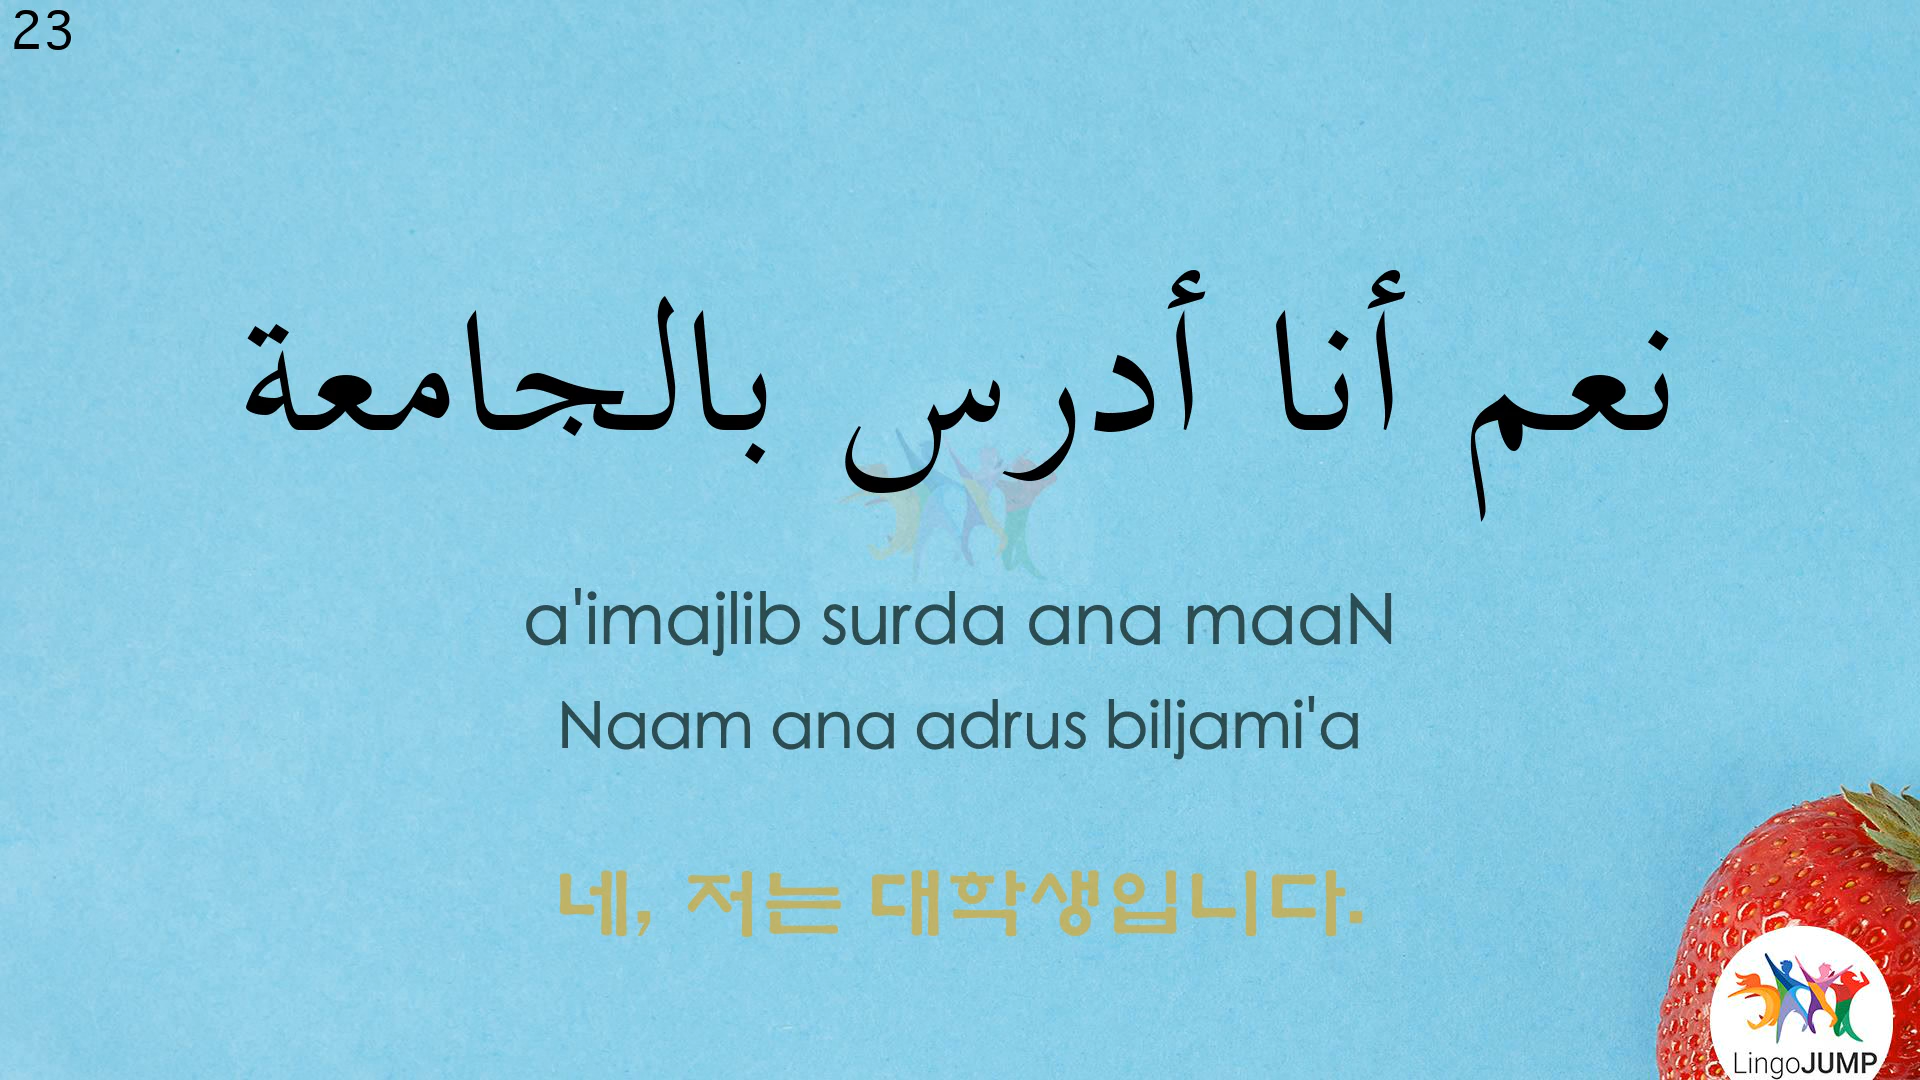 23
نعم أنا أدرس بالجامعة
a'imajlib surda ana maaN
Naam ana adrus biljami'a
네, 저는 대학생입니다.
LingoJUMP